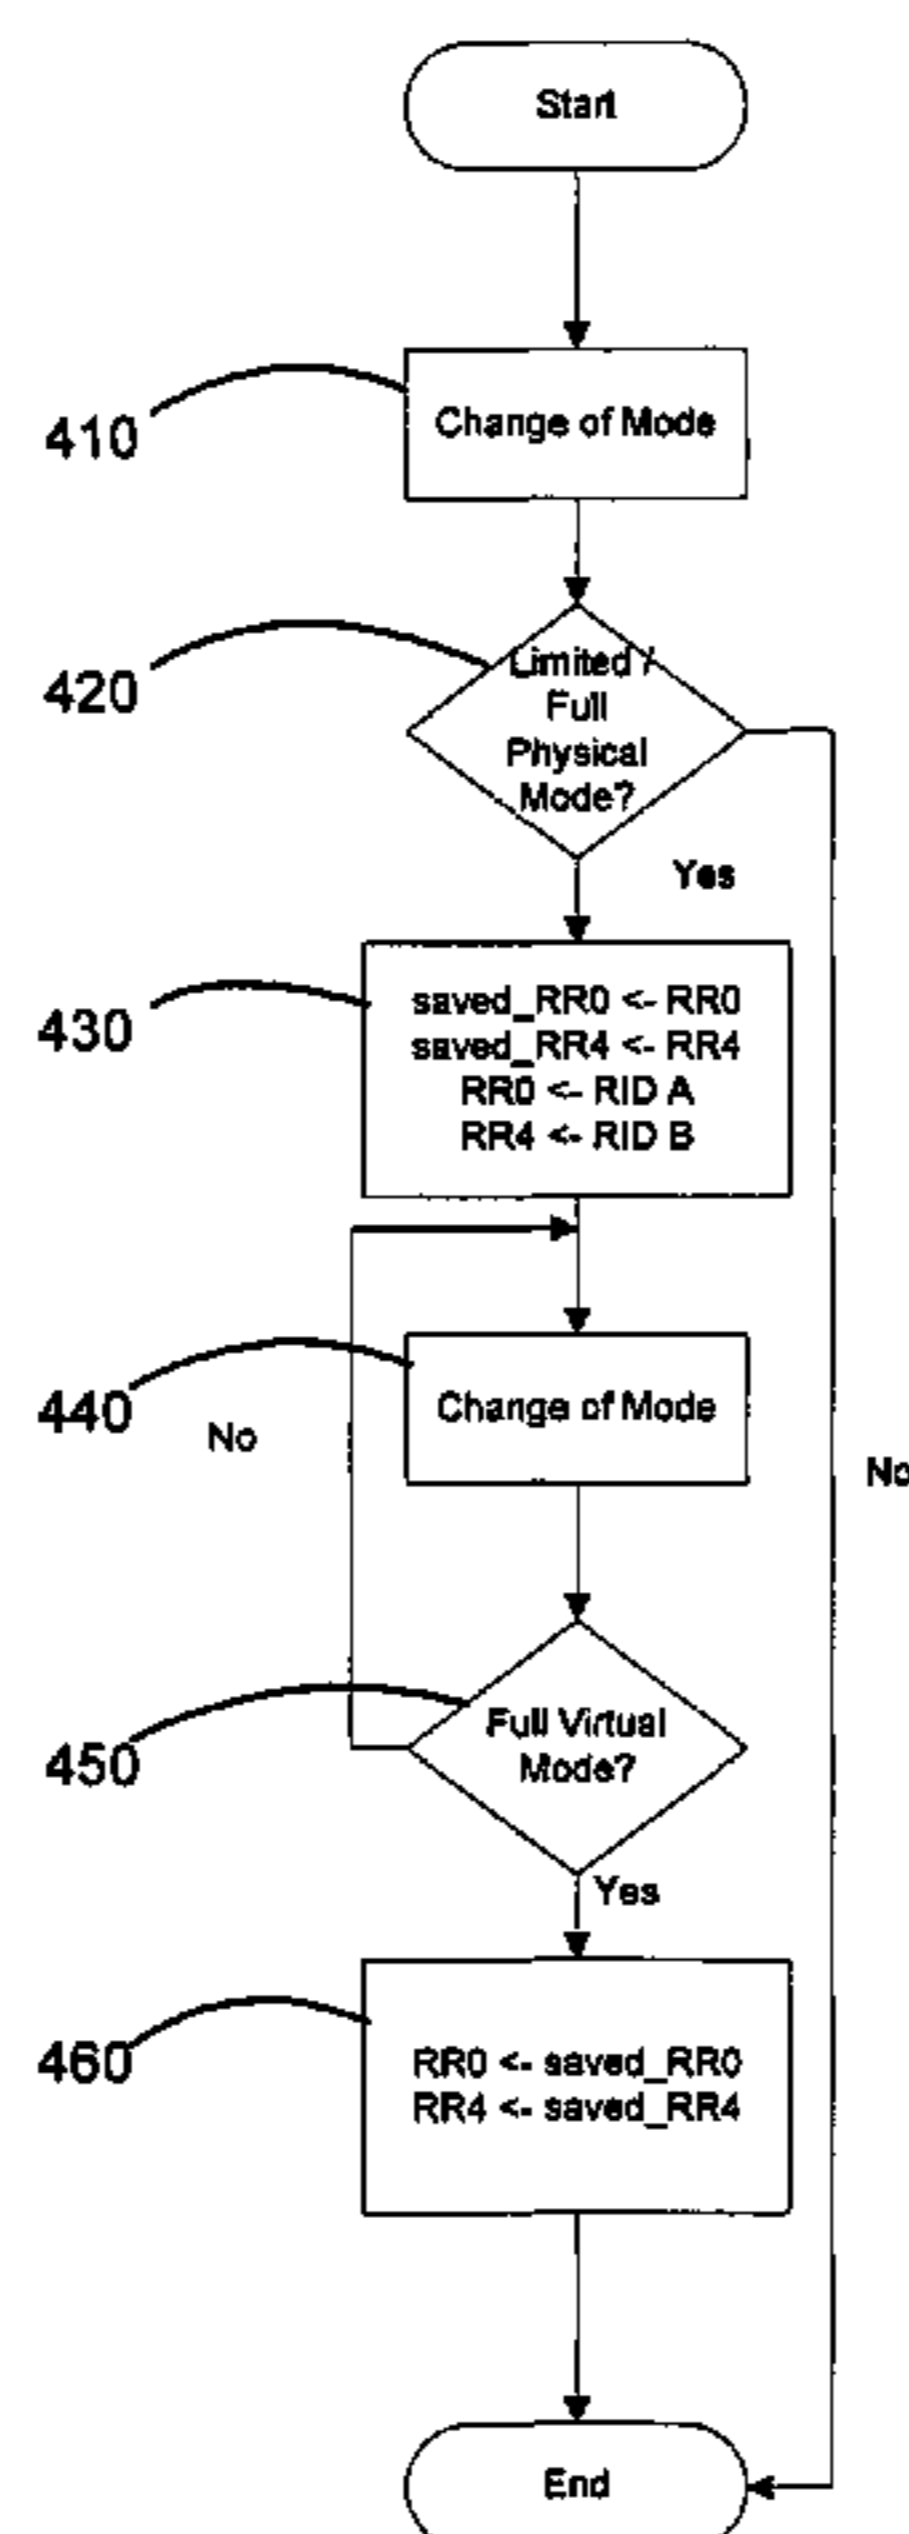 Start
410
Change of Mode
420
Limited /
Full
Physical
Mode?
Yes
430
saved_RR0 <- RR0
saved_RR4 <- RR4
RR0 <- RID A
RR4 <- RID B
440
Change of Mode
No
No
450
Full Virtual
Mode?
Yes
460
RR0 <- saved_RR0
RR4 <- saved_RR4
End